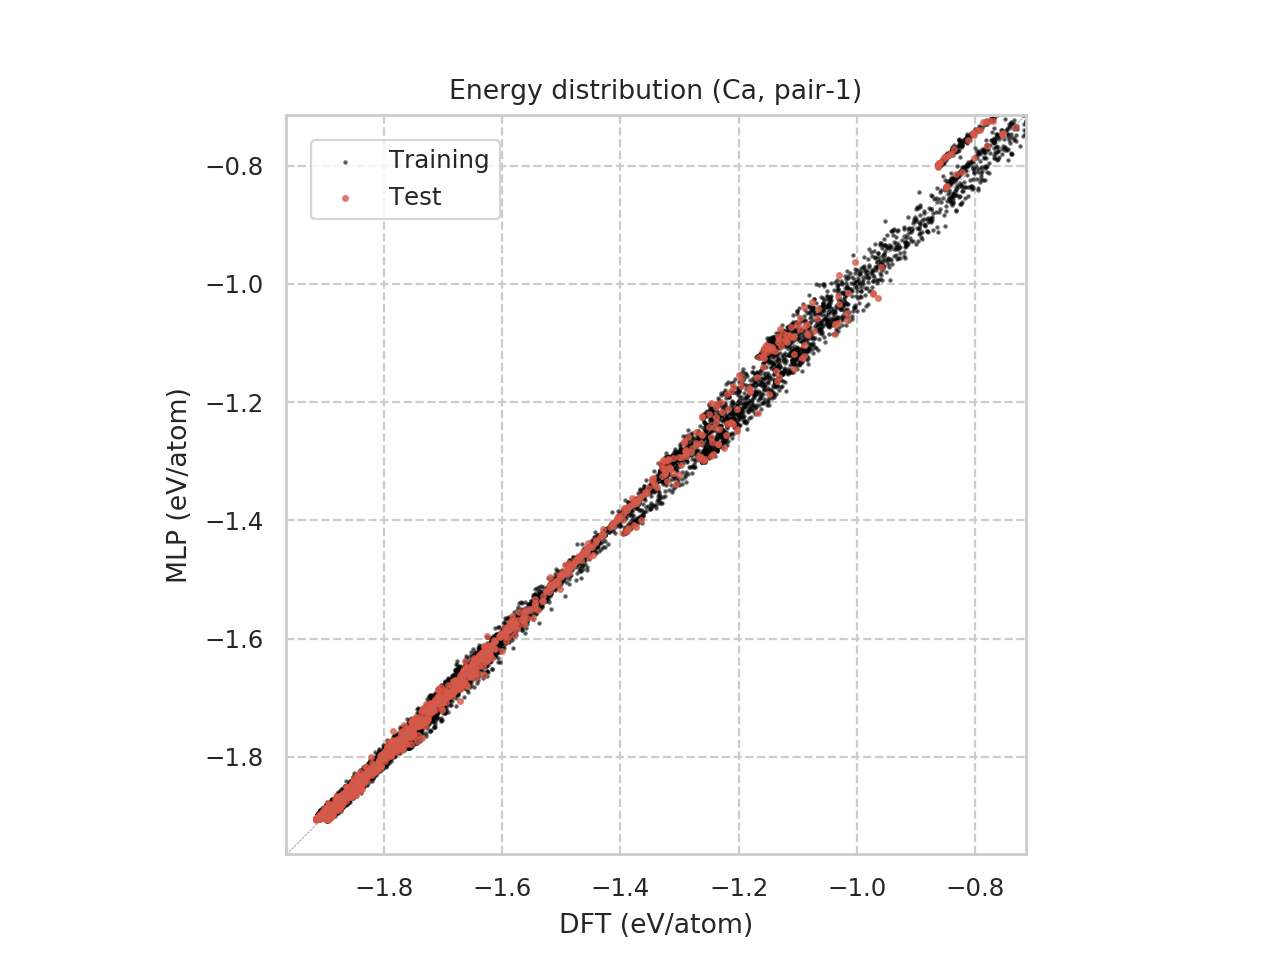 Energy distribution (Ca, pair-1)
Training
Test
−0.8
−1.0
−1.2
−1.4
−1.6
−1.8
MLP (eV/atom)
−1.8 −1.6 −1.4 −1.2 −1.0 −0.8
DFT (eV/atom)